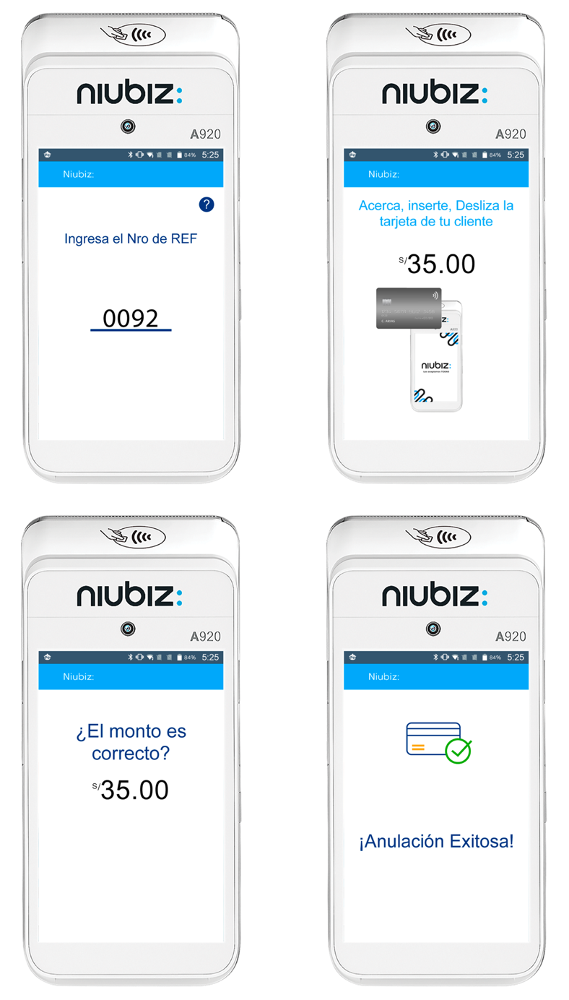 niubiz:
A920
84% 5:25
Niubiz:
?
Ingresa el Nro de REF
0092
niubiz:
A920
84% 5:25
Niubiz:
Acerca, inserte, Desliza la
tarjeta de tu cliente
S/35.00
C. ARIAS
A920
niubiz:
niubiz:
A920
84% 5:25
Niubiz:
¿El monto es
correcto?
S/35.00
niubiz:
A920
84% 5:25
Niubiz:
¡Anulación Exitosa!